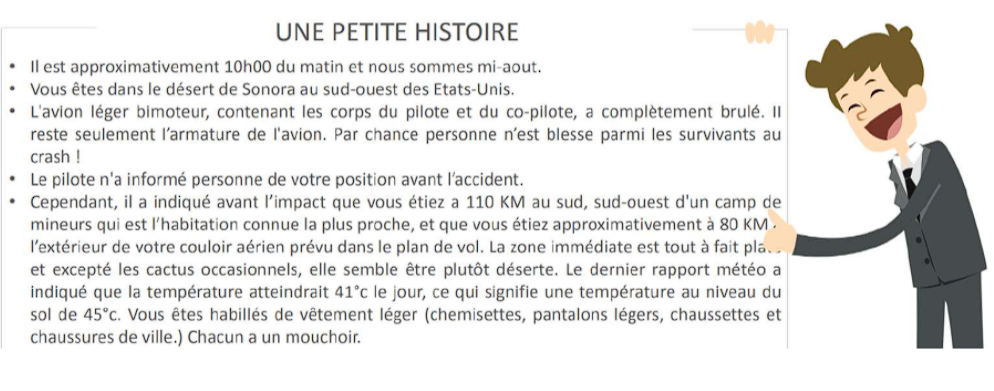 UNE PETITE HISTOIRE
• Il est approximativement 10h00 du matin et nous sommes mi-aout.
• Vous êtes dans le désert de Sonora au sud-ouest des Etats-Unis.
• L'avion léger bimoteur, contenant les corps du pilote et du co-pilote, a complètement brulé. Il
reste seulement l'armature de l'avion. Par chance personne n'est blesse parmi les survivants au
crash !
• Le pilote n'a informé personne de votre position avant l'accident.
• Cependant, il a indiqué avant l'impact que vous étiez a 110 KM au sud, sud-ouest d'un camp de
mineurs qui est l'habitation connue la plus proche, et que vous étiez approximativement à 80 KM
l'extérieur de votre couloir aérien prévu dans le plan de vol. La zone immédiate est tout à fait
et excepté les cactus occasionnels, elle semble être plutôt déserte. Le dernier rapport météo a
indiqué que la température atteindrait 41°c le jour, ce qui signifie une température au niveau du
sol de 45°c. Vous êtes habillés de vêtement léger (chemisettes, pantalons légers, chaussettes et
chaussures de ville.) Chacun a un mouchoir.